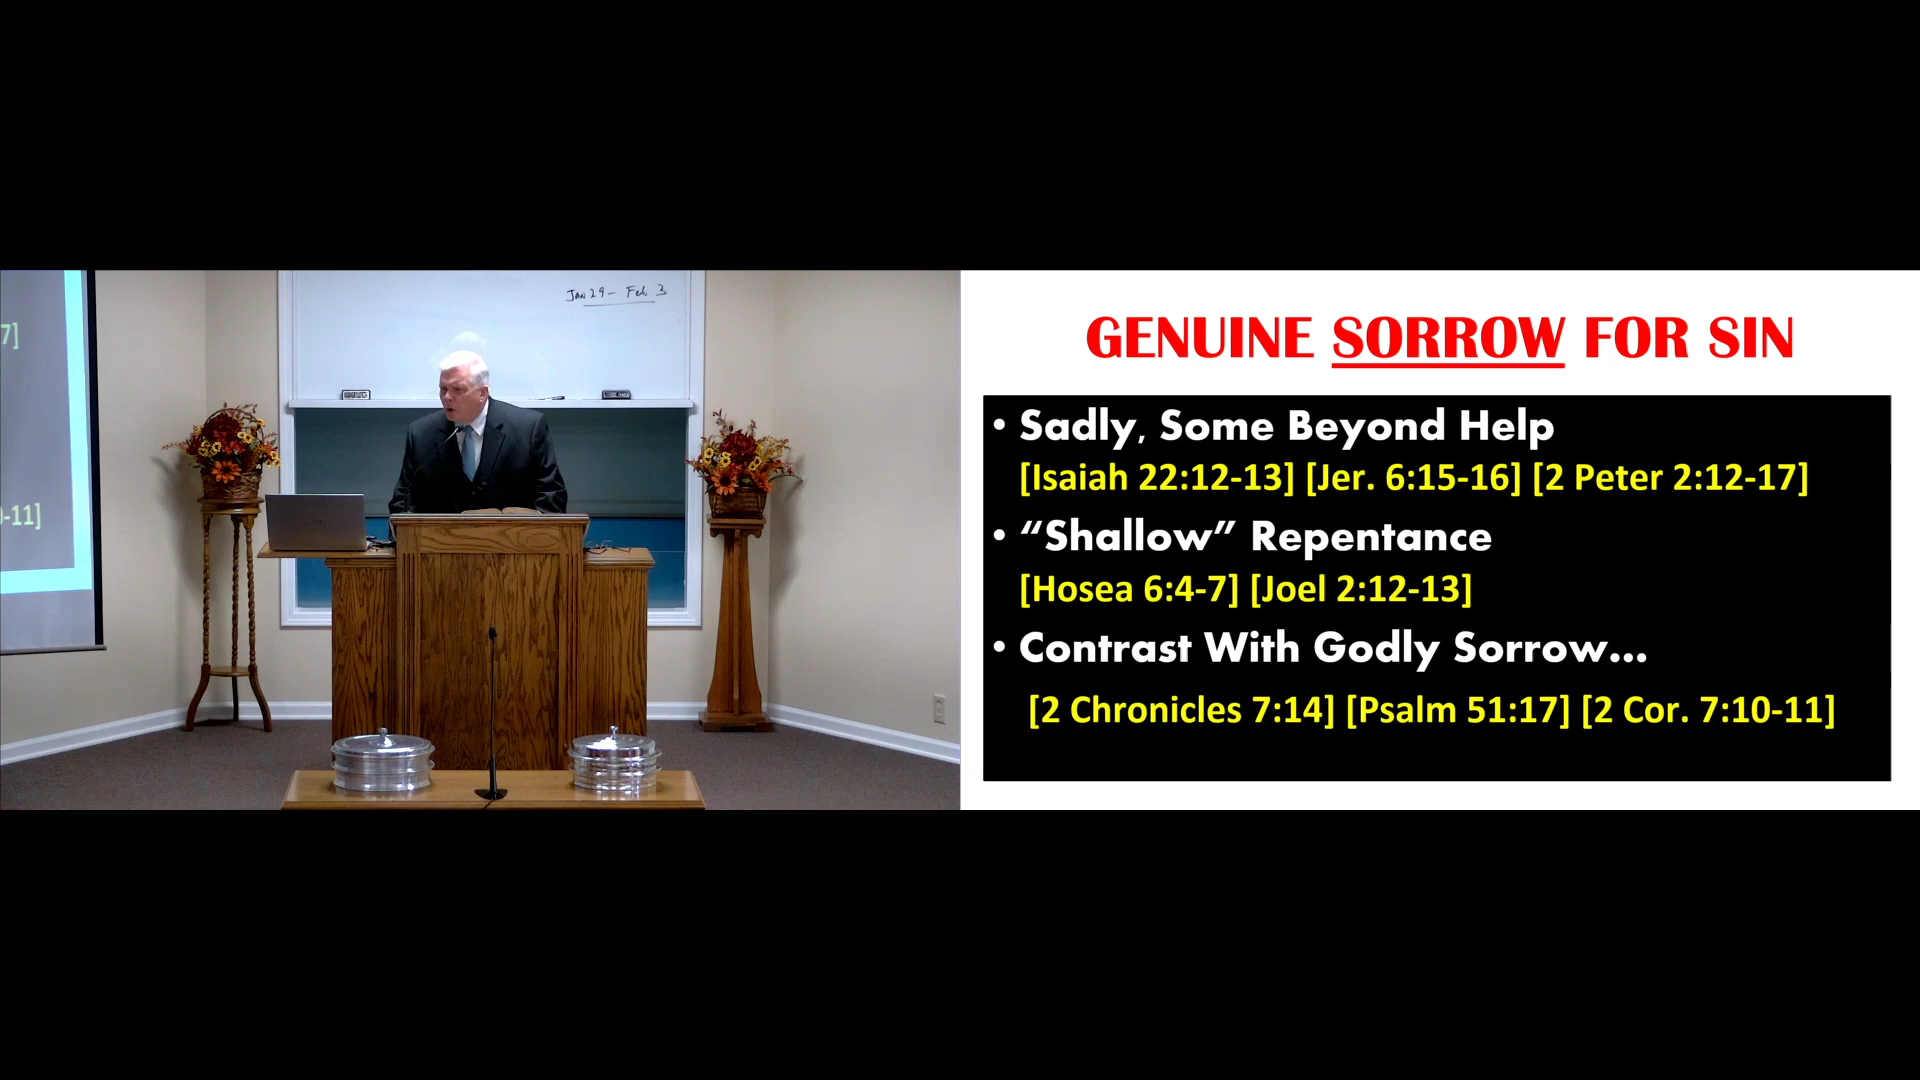 7]
0-11]
Jan 29 - Feb 3
GENUINE SORROW FOR SIN
• Sadly, Some Beyond Help
[Isaiah 22:12-13] [Jer. 6:15-16] [2 Peter 2:12-17]
• “Shallow” Repentance
[Hosea 6:4-7] [Joel 2:12-13]
• Contrast With Godly Sorrow...
[2 Chronicles 7:14] [Psalm 51:17] [2 Cor. 7:10-11]